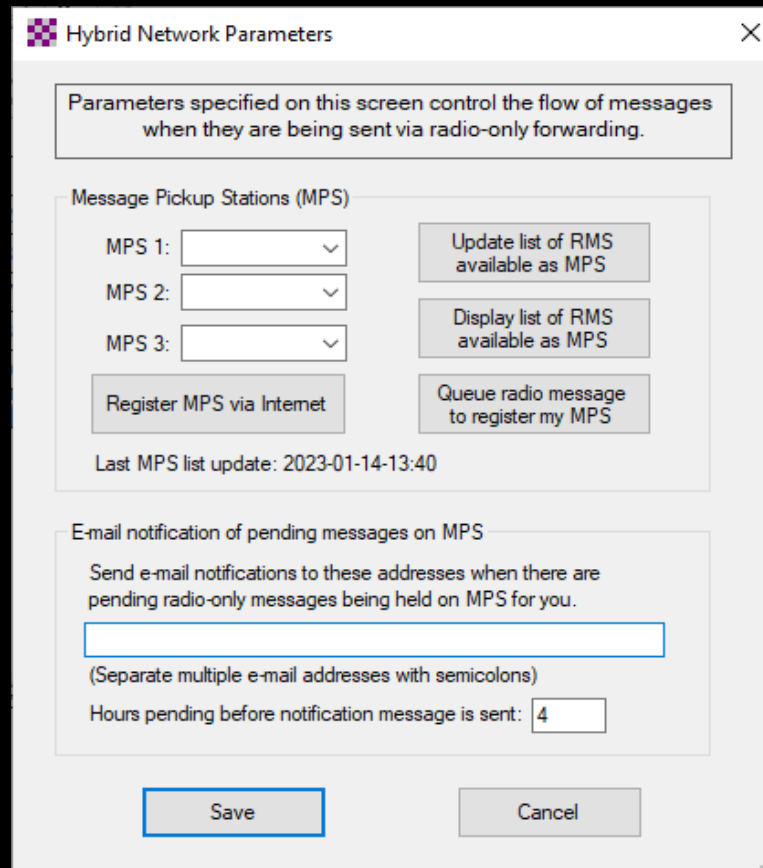 Hybrid Network Parameters
Parameters specified on this screen control the flow of messages
when they are being sent via radio-only forwarding.
Message Pickup Stations (MPS)
MPS 1:
MPS 2:
MPS 3:
Update list of RMS
available as MPS
Display list of RMS
available as MPS
Register MPS via Internet
Queue radio message
to register my MPS
Last MPS list update: 2023-01-14-13:40
E-mail notification of pending messages on MPS
Send e-mail notifications to these addresses when there are
pending radio-only messages being held on MPS for you.
(Separate multiple e-mail addresses with semicolons)
Hours pending before notification message is sent: 4
Save
Cancel